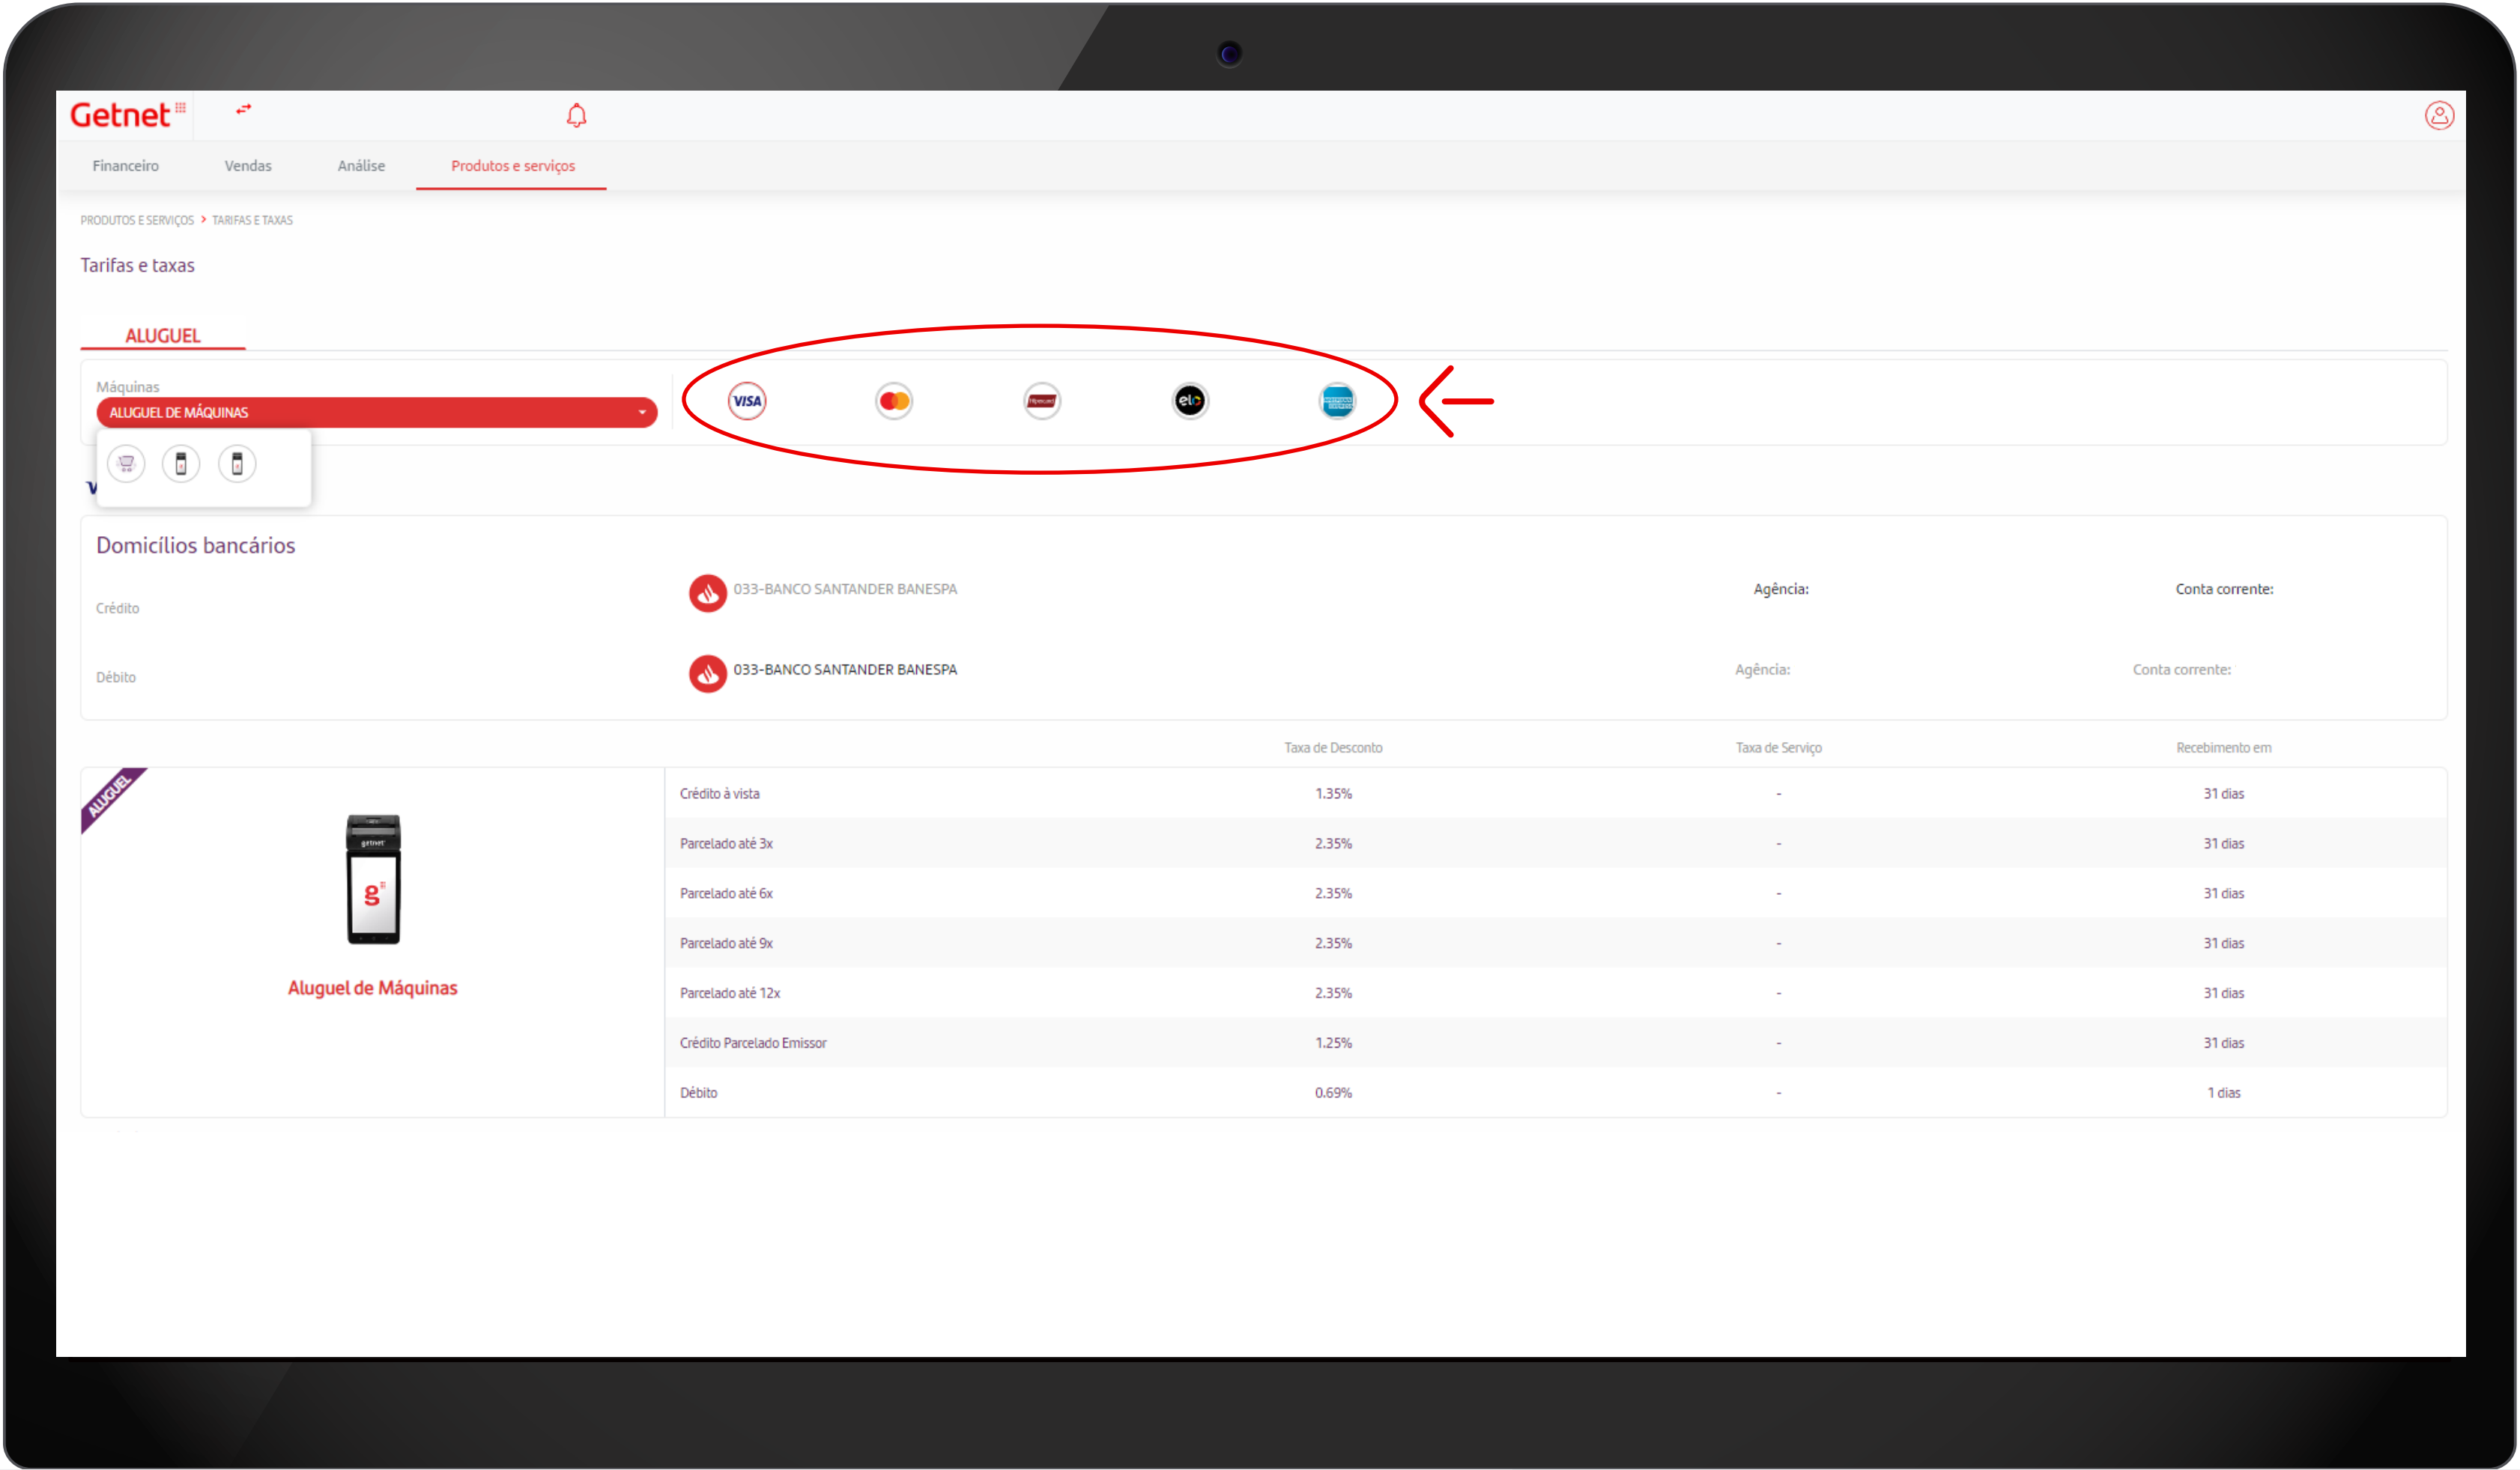 Getnet
Financeiro Vendas Análise Produtos e serviços
PRODUTOS E SERVIÇOS > TARIFAS E TAXAS
Tarifas e taxas
ALUGUEL
Máquinas
ALUGUEL DE MÁQUINAS
VISA Hipercard elo AMERICAN EXPRESS
V
Domicílios bancários
Crédito 033-BANCO SANTANDER BANESPA Agência: Conta corrente:
Débito 033-BANCO SANTANDER BANESPA Agência: Conta corrente:
Taxa de Desconto Taxa de Serviço Recebimento em
ALUGUEL
getnet
g
Aluguel de Máquinas
Crédito à vista 1.35% - 31 dias
Parcelado até 3x 2.35% - 31 dias
Parcelado até 6x 2.35% - 31 dias
Parcelado até 9x 2.35% - 31 dias
Parcelado até 12x 2.35% - 31 dias
Crédito Parcelado Emissor 1.25% - 31 dias
Débito 0.69% - 1 dias